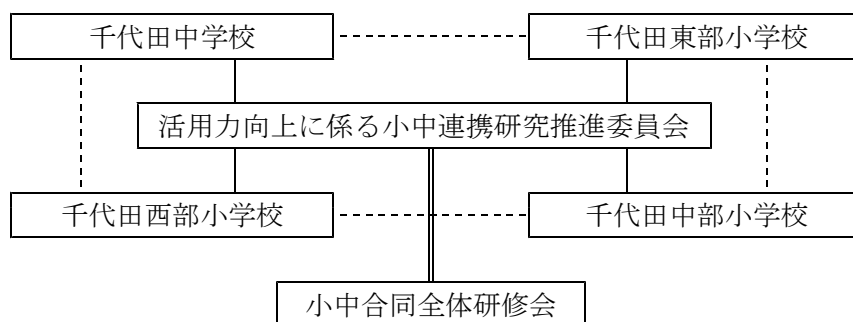 千代田中学校
千代田東部小学校
活用力向上に係る小中連携研究推進委員会
千代田西部小学校
千代田中部小学校
小中合同全体研修会